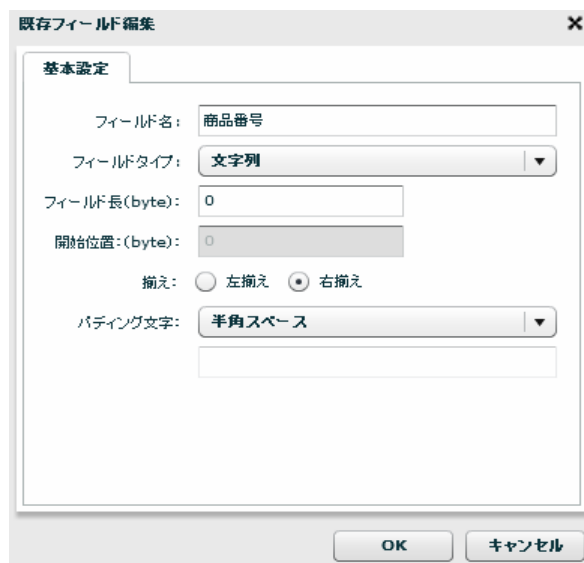 既存フィールド編集
基本設定
フィールド名: 商品番号
フィールドタイプ: 文字列
フィールド長(byte): 0
開始位置:(byte): 0
揃え: 左揃え 右揃え
パディング文字: 半角スペース
OK キャンセル